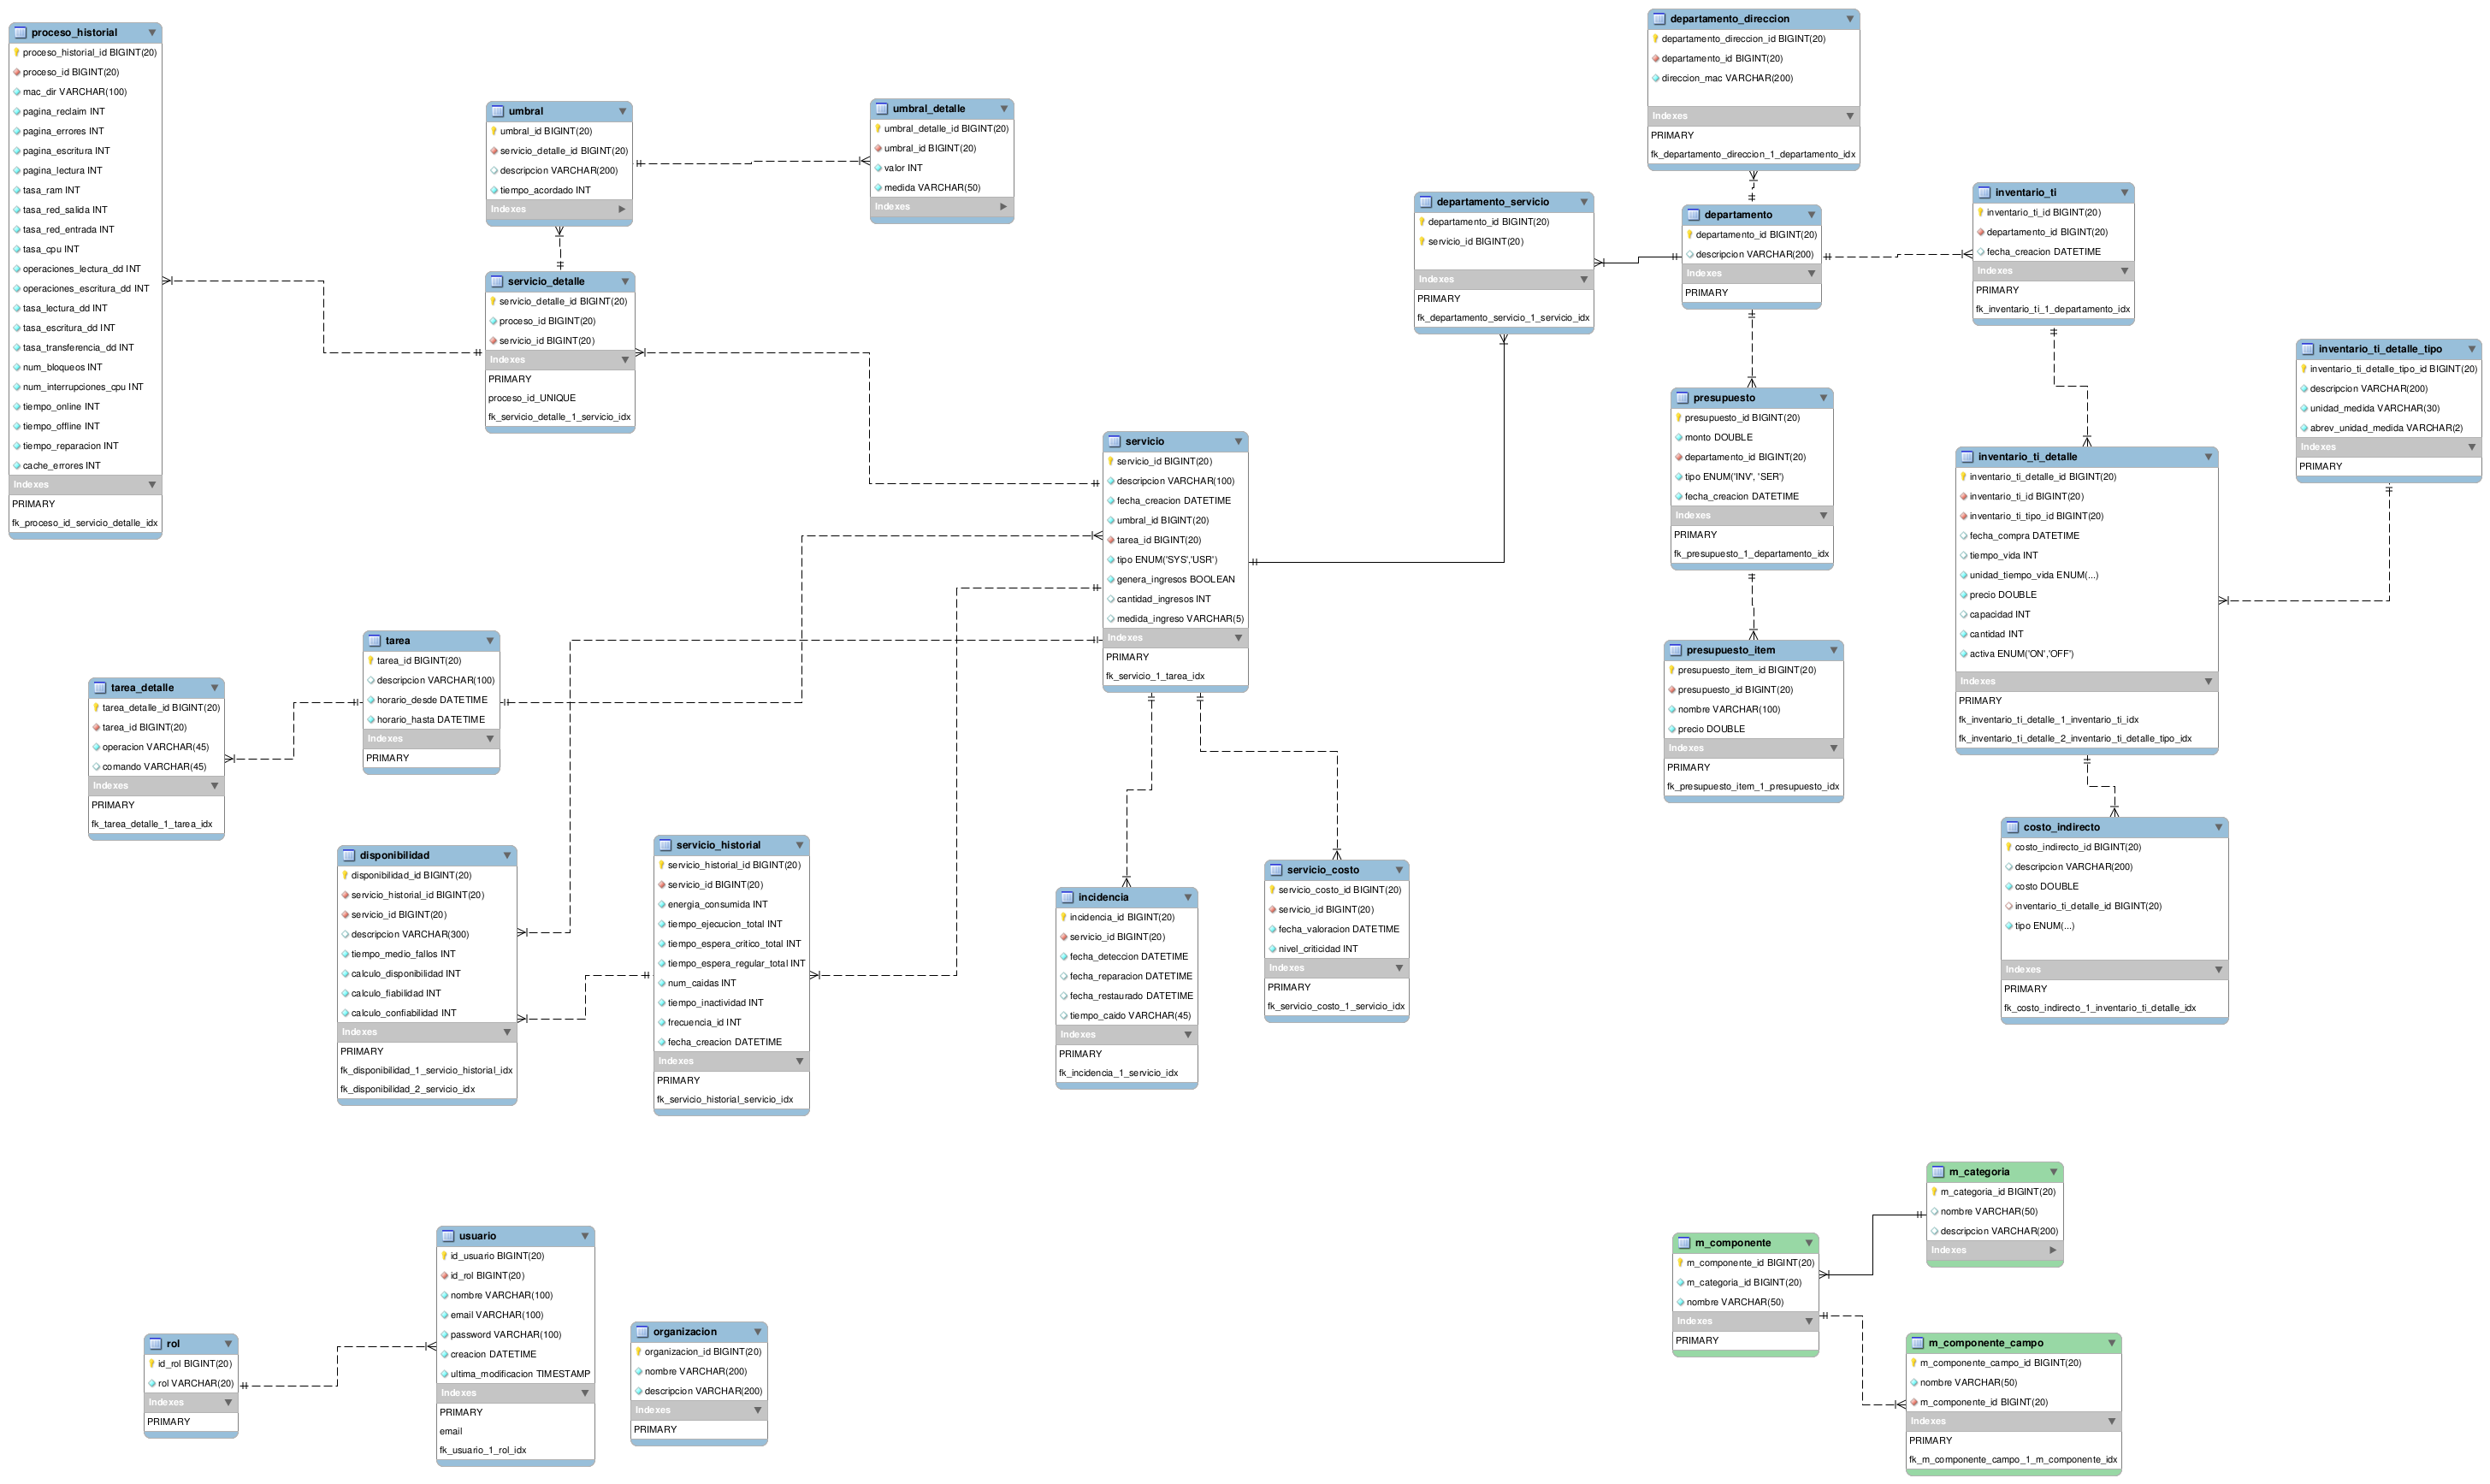 proceso_historial
proceso_historial_id BIGINT(20)
proceso_id BIGINT(20)
mac_dir VARCHAR(100)
pagina_reclaim INT
pagina_errores INT
pagina_escritura INT
pagina_lectura INT
tasa_ram INT
tasa_red_salida INT
tasa_red_entrada INT
tasa_cpu INT
operaciones_lectura_dd INT
operaciones_escritura_dd INT
tasa_lectura_dd INT
tasa_escritura_dd INT
tasa_transferencia_dd INT
num_bloqueos INT
num_interrupciones_cpu INT
tiempo_online INT
tiempo_offline INT
tiempo_reparacion INT
cache_errores INT
Indexes
PRIMARY
fk_proceso_id_servicio_detalle_idx
umbral
umbral_id BIGINT(20)
servicio_detalle_id BIGINT(20)
descripcion VARCHAR(200)
tiempo_acordado INT
Indexes
umbral_detalle
umbral_detalle_id BIGINT(20)
umbral_id BIGINT(20)
valor INT
medida VARCHAR(50)
Indexes
servicio_detalle
servicio_detalle_id BIGINT(20)
proceso_id BIGINT(20)
servicio_id BIGINT(20)
Indexes
PRIMARY
proceso_id_UNIQUE
fk_servicio_detalle_1_servicio_idx
departamento_direccion
departamento_direccion_id BIGINT(20)
departamento_id BIGINT(20)
direccion_mac VARCHAR(200)
Indexes
PRIMARY
fk_departamento_direccion_1_departamento_idx
departamento_servicio
departamento_id BIGINT(20)
servicio_id BIGINT(20)
Indexes
PRIMARY
fk_departamento_servicio_1_servicio_idx
departamento
departamento_id BIGINT(20)
descripcion VARCHAR(200)
Indexes
PRIMARY
inventario_ti
inventario_ti_id BIGINT(20)
departamento_id BIGINT(20)
fecha_creacion DATETIME
Indexes
PRIMARY
fk_inventario_ti_1_departamento_idx
inventario_ti_detalle_tipo
inventario_ti_detalle_tipo_id BIGINT(20)
descripcion VARCHAR(200)
unidad_medida VARCHAR(30)
abrev_unidad_medida VARCHAR(2)
Indexes
PRIMARY
presupuesto
presupuesto_id BIGINT(20)
monto DOUBLE
departamento_id BIGINT(20)
tipo ENUM('INV', 'SER')
fecha_creacion DATETIME
Indexes
PRIMARY
fk_presupuesto_1_departamento_idx
servicio
servicio_id BIGINT(20)
descripcion VARCHAR(100)
fecha_creacion DATETIME
umbral_id BIGINT(20)
tarea_id BIGINT(20)
tipo ENUM('SYS','USR')
genera_ingresos BOOLEAN
cantidad_ingresos INT
medida_ingreso VARCHAR(5)
Indexes
PRIMARY
fk_servicio_1_tarea_idx
inventario_ti_detalle
inventario_ti_detalle_id BIGINT(20)
inventario_ti_id BIGINT(20)
inventario_ti_tipo_id BIGINT(20)
fecha_compra DATETIME
tiempo_vida INT
unidad_tiempo_vida ENUM(...)
precio DOUBLE
capacidad INT
cantidad INT
activa ENUM('ON','OFF')
Indexes
PRIMARY
fk_inventario_ti_detalle_1_inventario_ti_idx
fk_inventario_ti_detalle_2_inventario_ti_detalle_tipo_idx
tarea
tarea_id BIGINT(20)
descripcion VARCHAR(100)
horario_desde DATETIME
horario_hasta DATETIME
Indexes
PRIMARY
tarea_detalle
tarea_detalle_id BIGINT(20)
tarea_id BIGINT(20)
operacion VARCHAR(45)
comando VARCHAR(45)
Indexes
PRIMARY
fk_tarea_detalle_1_tarea_idx
presupuesto_item
presupuesto_item_id BIGINT(20)
presupuesto_id BIGINT(20)
nombre VARCHAR(100)
precio DOUBLE
Indexes
PRIMARY
fk_presupuesto_item_1_presupuesto_idx
disponibilidad
disponibilidad_id BIGINT(20)
servicio_historial_id BIGINT(20)
servicio_id BIGINT(20)
descripcion VARCHAR(300)
tiempo_medio_fallos INT
calculo_disponibilidad INT
calculo_fiabilidad INT
calculo_confiabilidad INT
Indexes
PRIMARY
fk_disponibilidad_1_servicio_historial_idx
fk_disponibilidad_2_servicio_idx
servicio_historial
servicio_historial_id BIGINT(20)
servicio_id BIGINT(20)
energia_consumida INT
tiempo_ejecucion_total INT
tiempo_espera_critico_total INT
tiempo_espera_regular_total INT
num_caidas INT
tiempo_inactividad INT
frecuencia_id INT
fecha_creacion DATETIME
Indexes
PRIMARY
fk_servicio_historial_servicio_idx
incidencia
incidencia_id BIGINT(20)
servicio_id BIGINT(20)
fecha_deteccion DATETIME
fecha_reparacion DATETIME
fecha_restaurado DATETIME
tiempo_caido VARCHAR(45)
Indexes
PRIMARY
fk_incidencia_1_servicio_idx
servicio_costo
servicio_costo_id BIGINT(20)
servicio_id BIGINT(20)
fecha_valoracion DATETIME
nivel_criticidad INT
Indexes
PRIMARY
fk_servicio_costo_1_servicio_idx
costo_indirecto
costo_indirecto_id BIGINT(20)
descripcion VARCHAR(200)
costo DOUBLE
inventario_ti_detalle_id BIGINT(20)
tipo ENUM(...)
Indexes
PRIMARY
fk_costo_indirecto_1_inventario_ti_detalle_idx
rol
id_rol BIGINT(20)
rol VARCHAR(20)
Indexes
PRIMARY
usuario
id_usuario BIGINT(20)
id_rol BIGINT(20)
nombre VARCHAR(100)
email VARCHAR(100)
password VARCHAR(100)
creacion DATETIME
ultima_modificacion TIMESTAMP
Indexes
PRIMARY
email
fk_usuario_1_rol_idx
organizacion
organizacion_id BIGINT(20)
nombre VARCHAR(200)
descripcion VARCHAR(200)
Indexes
PRIMARY
m_categoria
m_categoria_id BIGINT(20)
nombre VARCHAR(50)
descripcion VARCHAR(200)
Indexes
m_componente
m_componente_id BIGINT(20)
m_categoria_id BIGINT(20)
nombre VARCHAR(50)
Indexes
PRIMARY
m_componente_campo
m_componente_campo_id BIGINT(20)
nombre VARCHAR(50)
m_componente_id BIGINT(20)
Indexes
PRIMARY
fk_m_componente_campo_1_m_componente_idx